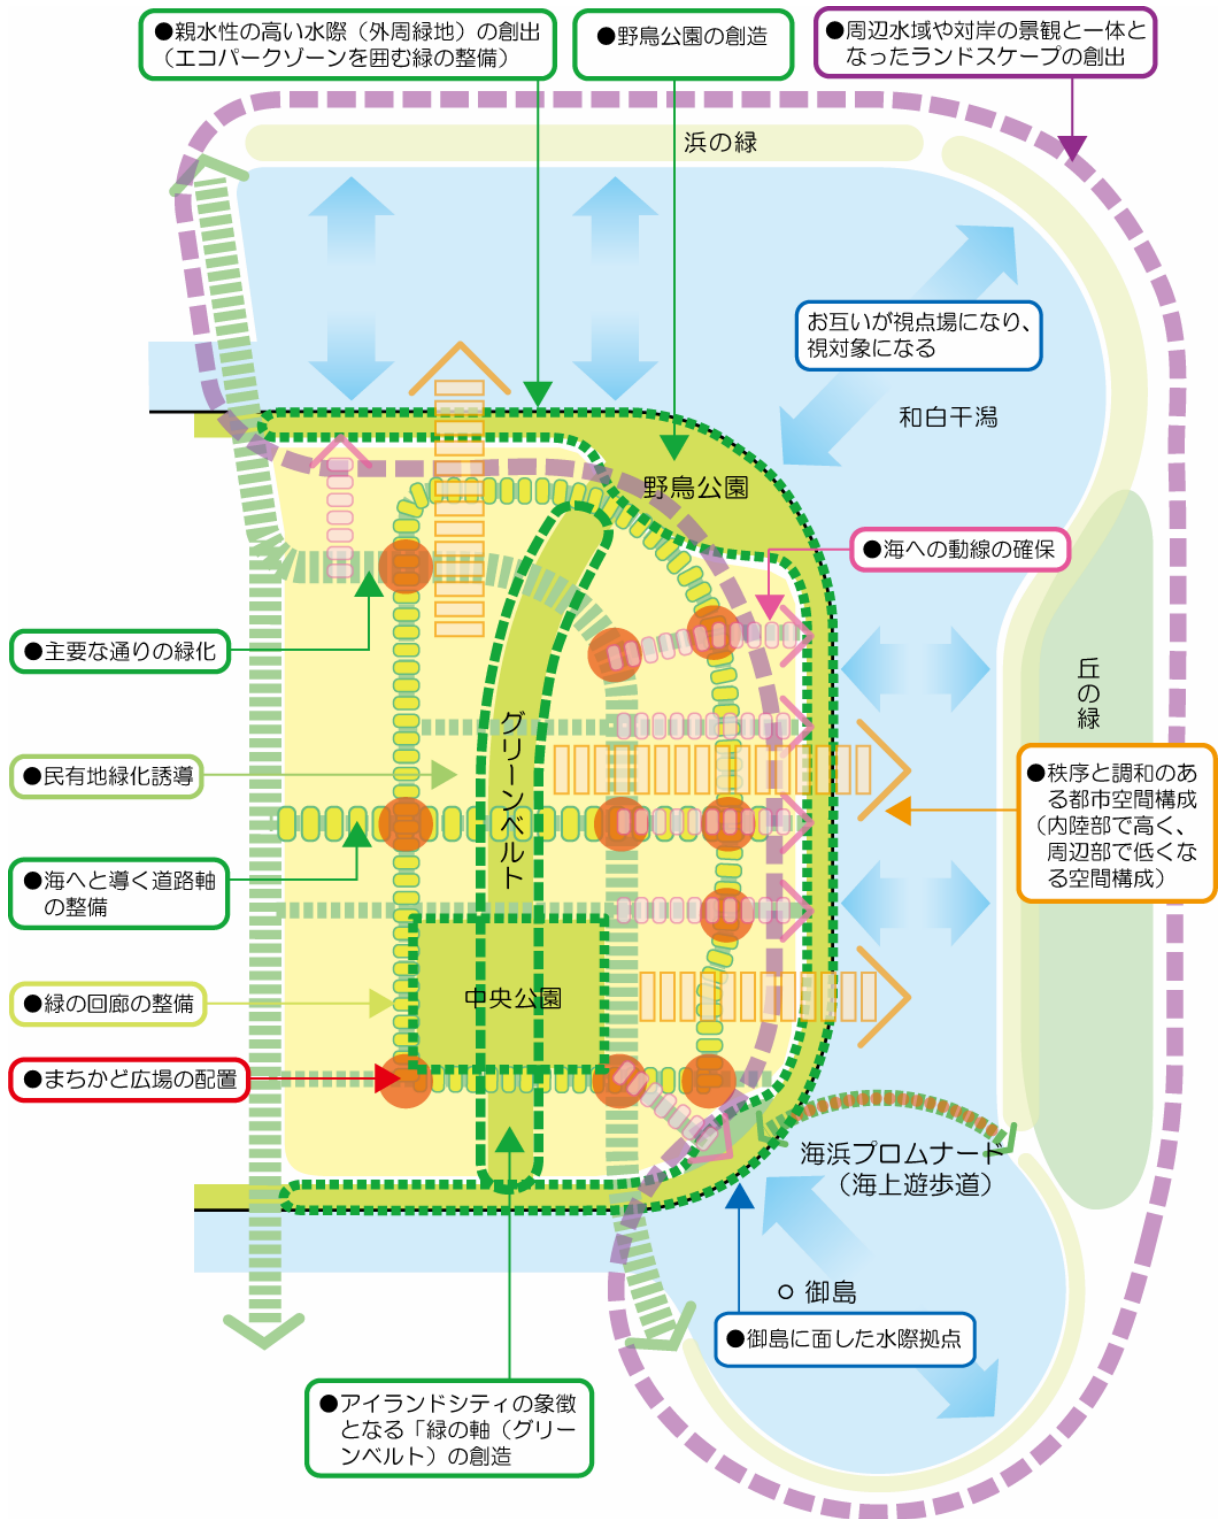 ●親水性の高い水際（外周緑地）の創出
（エコパークゾーンを囲む緑の整備）
●野鳥公園の創造
●周辺水域や対岸の景観と一体と
なったランドスケープの創出
浜の緑
お互いが視点場になり、
視対象になる
和白干潟
野鳥公園
●海への動線の確保
●主要な通りの緑化
丘の緑
グリーンベルト
●民有地緑化誘導
●秩序と調和のあ
る都市空間構成
（内陸部で高く、
周辺部で低くな
る空間構成）
●海へと導く道路軸
の整備
●緑の回廊の整備
中央公園
●まちかど広場の配置
海浜プロムナード
（海上遊歩道）
御島
●御島に面した水際拠点
●アイランドシティの象徴
となる「緑の軸（グリー
ンベルト）の創造